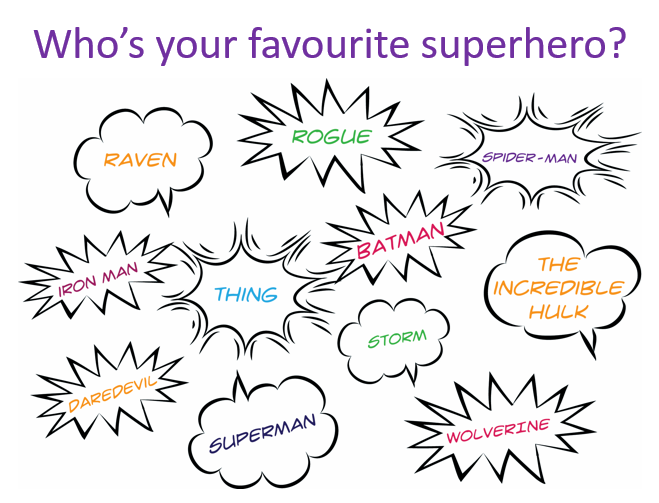 Who's your favourite superhero?
RAVEN
ROGUE
SPIDER-MAN
IRON MAN
THING
BATMAN
THE
INCREDIBLE
HULK
STORM
DAREDEVIL
SUPERMAN
WOLVERINE